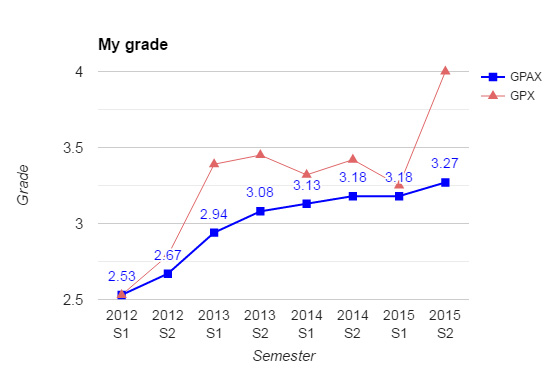 My grade
GPAX
GPX
Grade
4
3.5
3
2.5
2.53
2.67
2.94
3.08
3.13
3.18
3.18
3.27
2012 2012 2013 2013 2014 2014 2015 2015
S1 S2 S1 S2 S1 S2 S1 S2
Semester